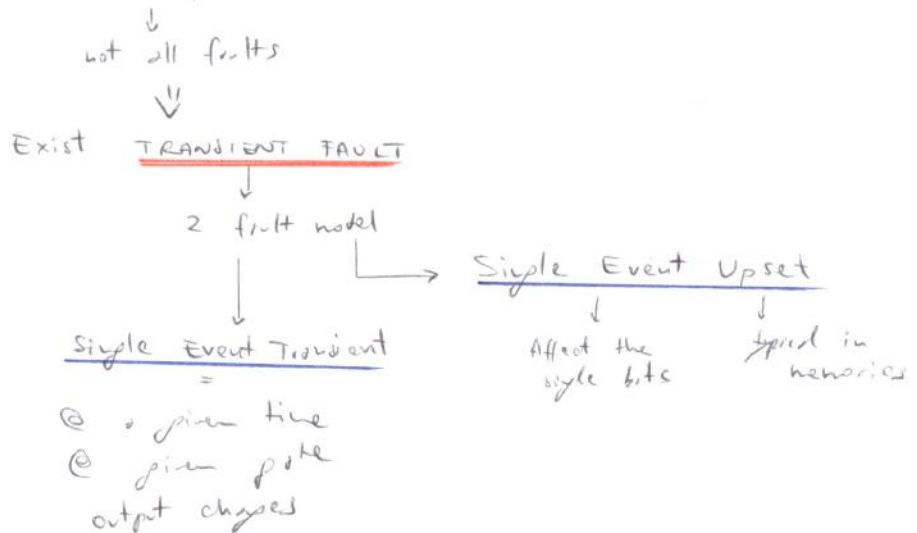 not all faults
Exist TRANSIENT FAULT
2 fault model
Single Event Upset
Single Event Transient
Affect the
single bits
typical in
memories
=
@ a given time
@ given gate
output changes